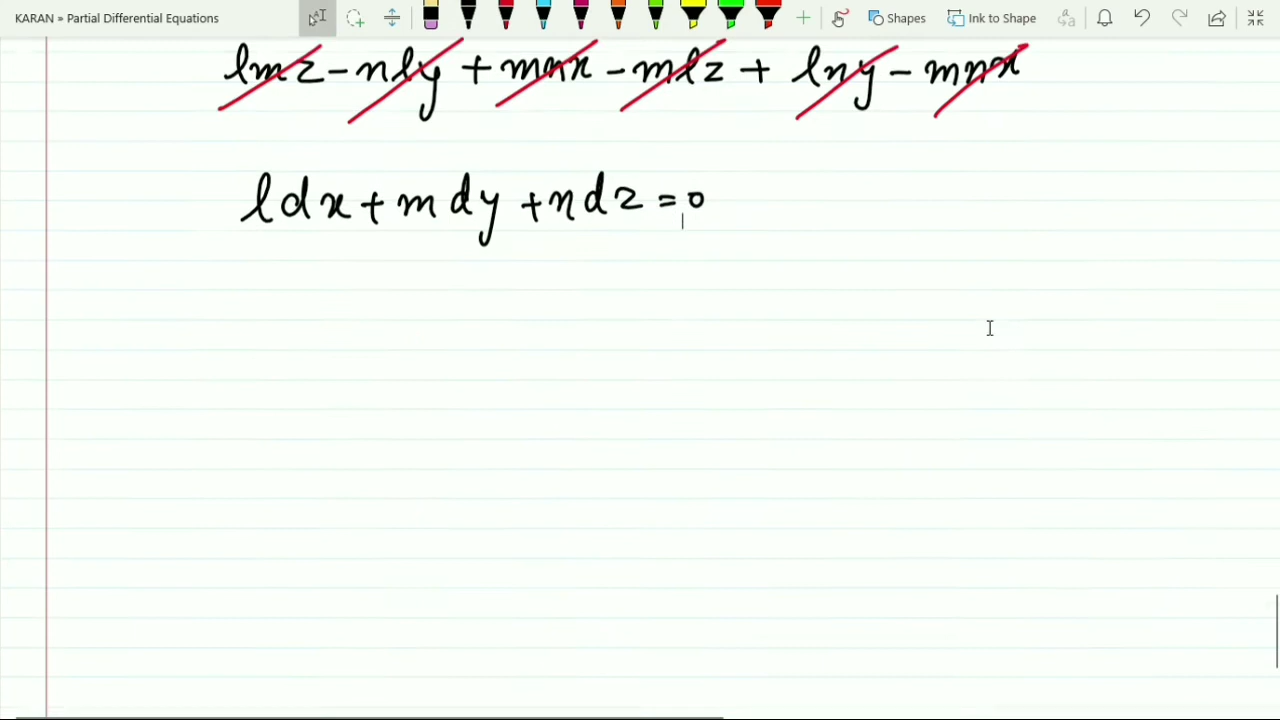 KARAN » Partial Differential Equations
Shapes
Ink to Shape
lmz - nly + mnx - mlz + lny - mnx
ldx + mdy + ndz = 0